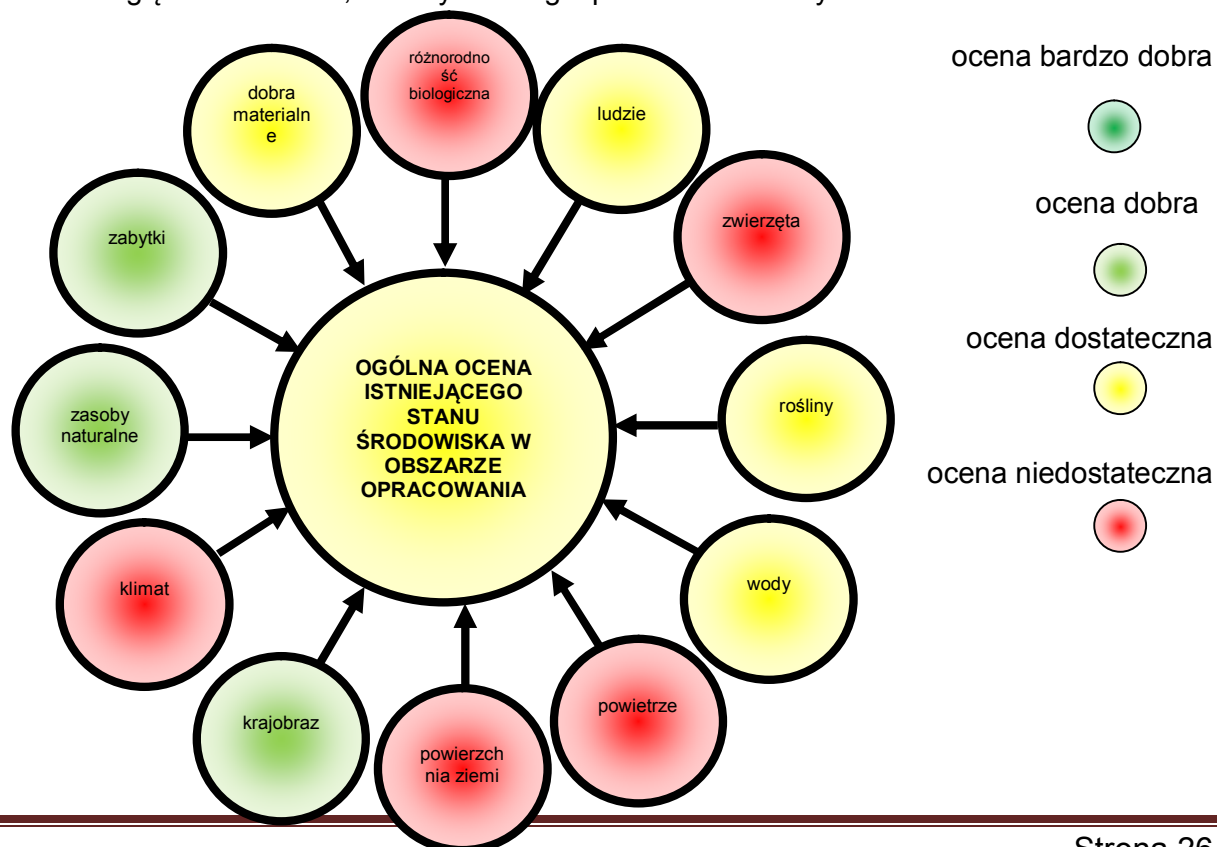 różnorodno
ść
biologiczna
dobra
materialn
e
ludzie
zwierzęta
zabytki
rośliny
zasoby
naturalne
wody
klimat
powietrze
krajobraz
powierzch
nia ziemi
OGÓLNA OCENA
ISTNIEJĄCEGO
STANU
ŚRODOWISKA W
OBSZARZE
OPRACOWANIA
ocena bardzo dobra
ocena dobra
ocena dostateczna
ocena niedostateczna
Strona 26